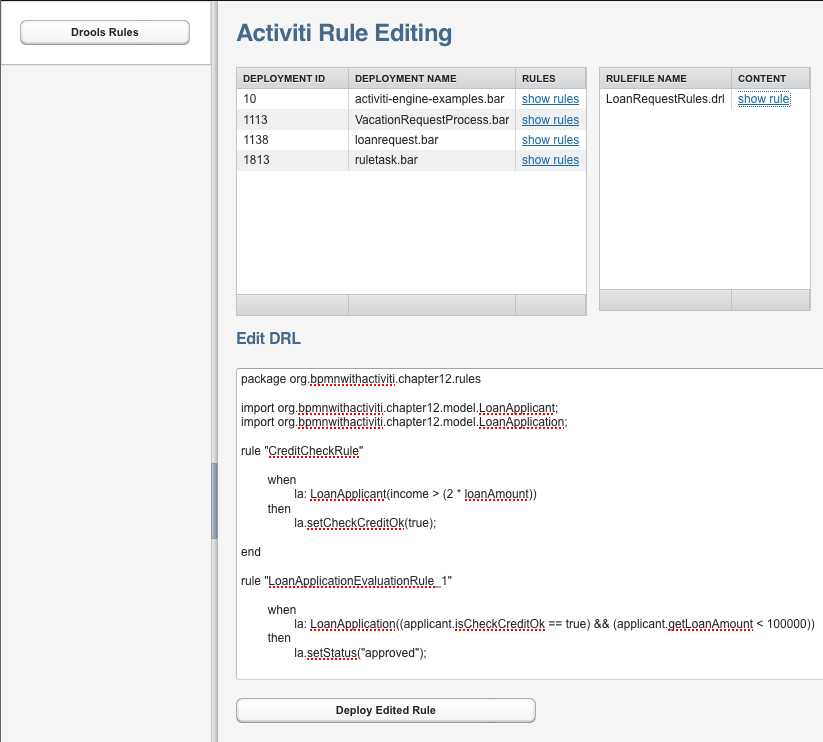 Drools Rules
Activiti Rule Editing
DEPLOYMENT ID DEPLOYMENT NAME RULES
10 activiti-engine-examples.bar show rules
1113 VacationRequestProcess.bar show rules
1138 loanrequest.bar show rules
1813 ruletask.bar show rules
RULEFILE NAME CONTENT
LoanRequestRules.drl show rule
Edit DRL
package org.bpmnwithactiviti.chapter12.rules
import org.bpmnwithactiviti.chapter12.model.LoanApplicant;
import org.bpmnwithactiviti.chapter12.model.LoanApplication;
rule "CreditCheckRule"
when
la: LoanApplicant(income > (2 * loanAmount))
then
la.setCheckCreditOk(true);
end
rule "LoanApplicationEvaluationRule_1"
when
la: LoanApplication((applicant.isCheckCreditOk == true) && (applicant.getLoanAmount < 100000))
then
la.setStatus("approved");
Deploy Edited Rule